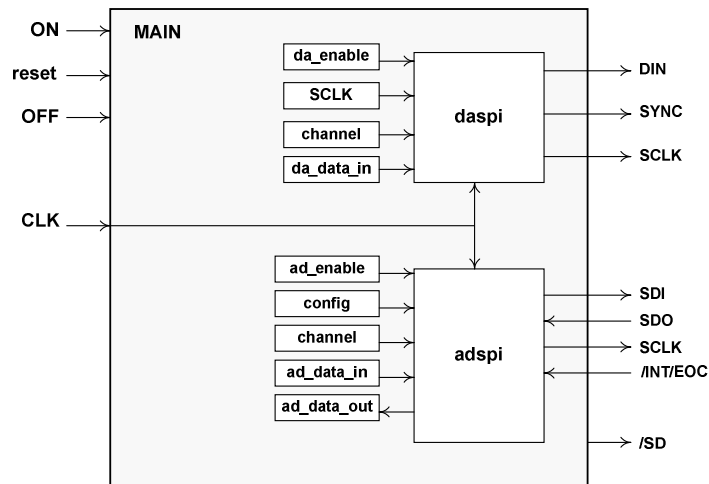 ON
MAIN
reset
OFF
CLK
da_enable
SCLK
channel
da_data_in
daspi
DIN
SYNC
SCLK
ad_enable
config
channel
ad_data_in
ad_data_out
adspi
SDI
SDO
SCLK
/INT/EOC
/SD